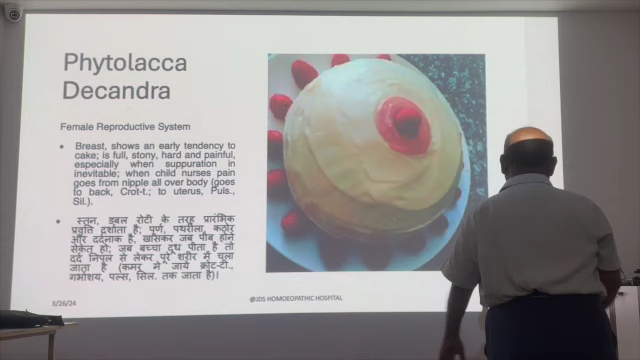 Phytolacca
Decandra
Female Reproductive System
• Breast, shows an early tendency to
cake; is full, stony, hard and painful,
especially when suppuration is
inevitable; when child nurses pain
goes from nipple all over body (goes
to back, Crot-t.; to uterus, Puls.,
Sil.).
• स्तन, डबल रोटी के तरह प्रारंभिक
प्रवृत्ति दर्शाता है; पूर्ण, पथरीला, कठोर
और दर्दनाक है, खासकर जब पीब होने
संकेत हो; जब बच्चा दूध पीता है तो
दर्द निपुल से लेकर पूरे शरीर में चला
जाता है (कमर में जाये क्रोट-टी.,
गर्भाशय, पल्स, सिल, तक जाता है)।
5/26/24
@JDS HOMOEOPATHIC HOSPITAL